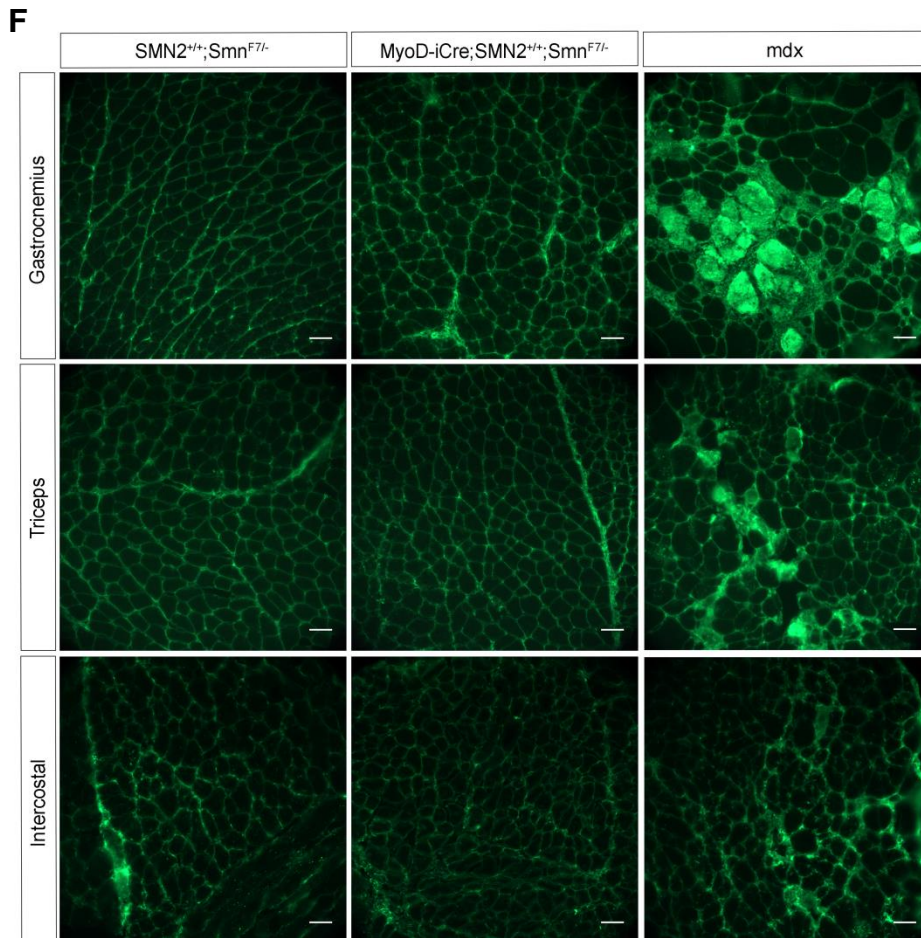 F
SMN2+/+;SmnF7/- MyoD-iCre;SMN2+/+;SmnF7/- mdx
Gastrocnemius
Triceps
Intercostal